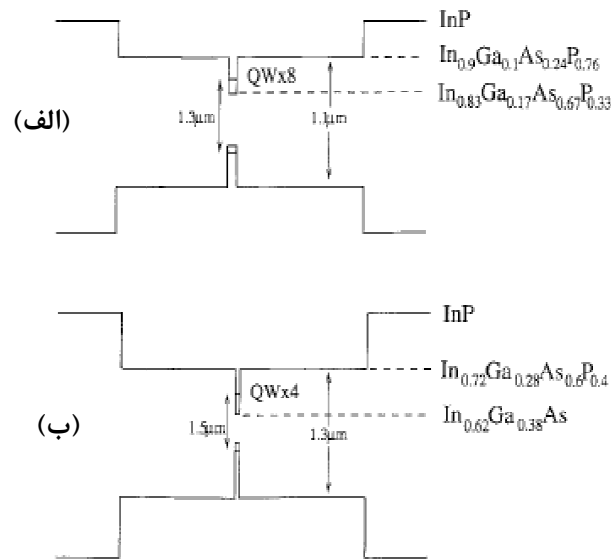 InP
In0.9Ga0.1As0.24P0.76
QWx8
In0.83Ga0.17As0.67P0.33
(الف)
1.3μm
1.1μm
InP
In0.72Ga0.28As0.6P0.4
QWx4
In0.62Ga0.38As
(ب)
1.5μm
1.3μm